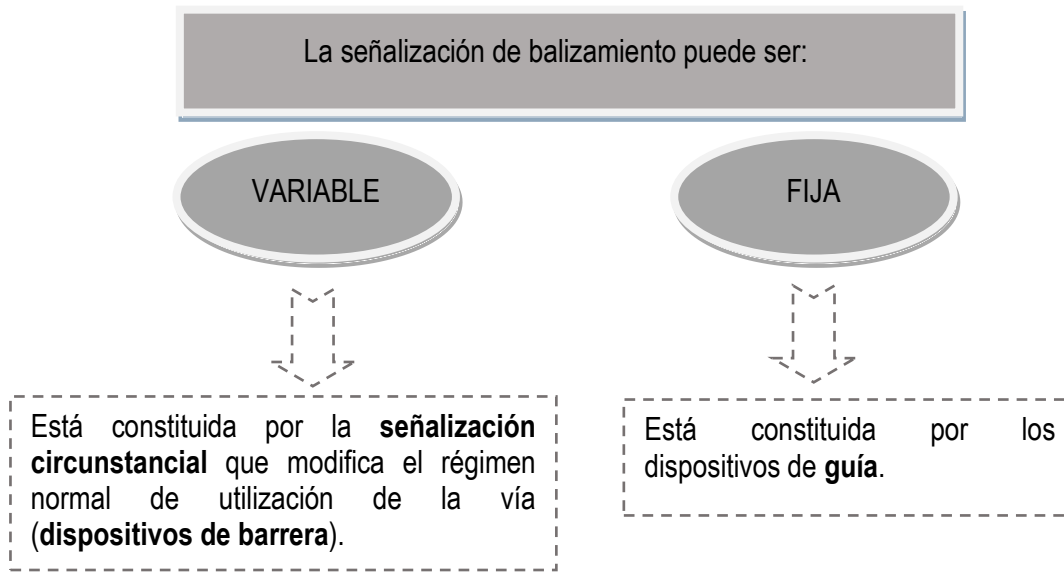 La señalización de balizamiento puede ser:
VARIABLE
FIJA
Está constituida por la señalización
circunstancial que modifica el régimen
normal de utilización de la vía
(dispositivos de barrera).
Está constituida por los
dispositivos de guía.